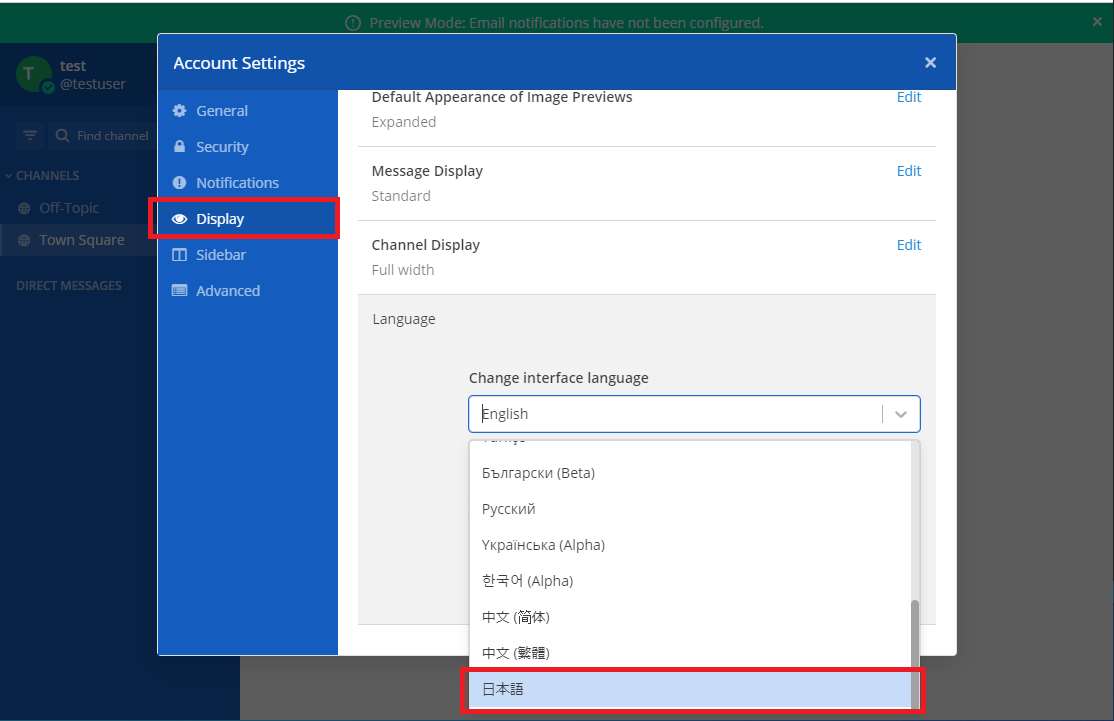 Preview Mode: Email notifications have not been configured.
T
test
@testuser
Find channel
CHANNELS
Off-Topic
Town Square
DIRECT MESSAGES
Account Settings
General
Security
Notifications
Display
Sidebar
Advanced
Default Appearance of Image Previews
Edit
Expanded
Message Display
Edit
Standard
Channel Display
Edit
Full width
Language
Change interface language
English
Български (Beta)
Русский
Yкраїнська (Alpha)
한국어 (Alpha)
中文 (简体)
中文 (繁體)
日本語